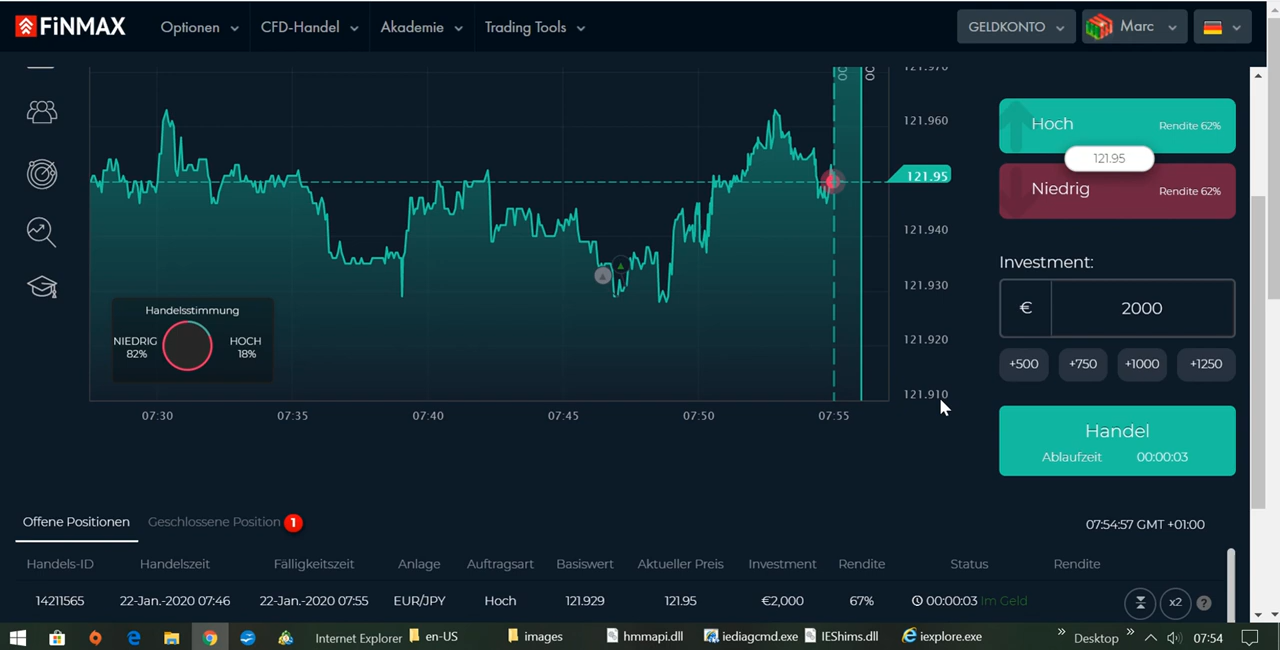 FiNMAX Optionen CFD-Handel Akademie Trading Tools GELDKONTO Marc
121.970
121.960
121.95
121.940
121.930
121.920
121.910
00
00
Handelsstimmung
NIEDRIG HOCH
82% 18%
07:30 07:35 07:40 07:45 07:50 07:55
Hoch Rendite 62%
121.95
Niedrig Rendite 62%
Investment:
€ 2000
+500 +750 +1000 +1250
Handel
Ablaufzeit 00:00:03
Offene Positionen Geschlossene Position 1 07:54:57 GMT +01:00
Handels-ID Handelszeit Fälligkeitszeit Anlage Auftragsart Basiswert Aktueller Preis Investment Rendite Status Rendite
14211565 22-Jan.-2020 07:46 22-Jan.-2020 07:55 EUR/JPY Hoch 121.929 121.95 €2,000 67% 00:00:03 Im Geld x2 ?
Internet Explorer en-US images hmmapi.dll iediagcmd.exe IEShims.dll iexplore.exe » Desktop » 07:54